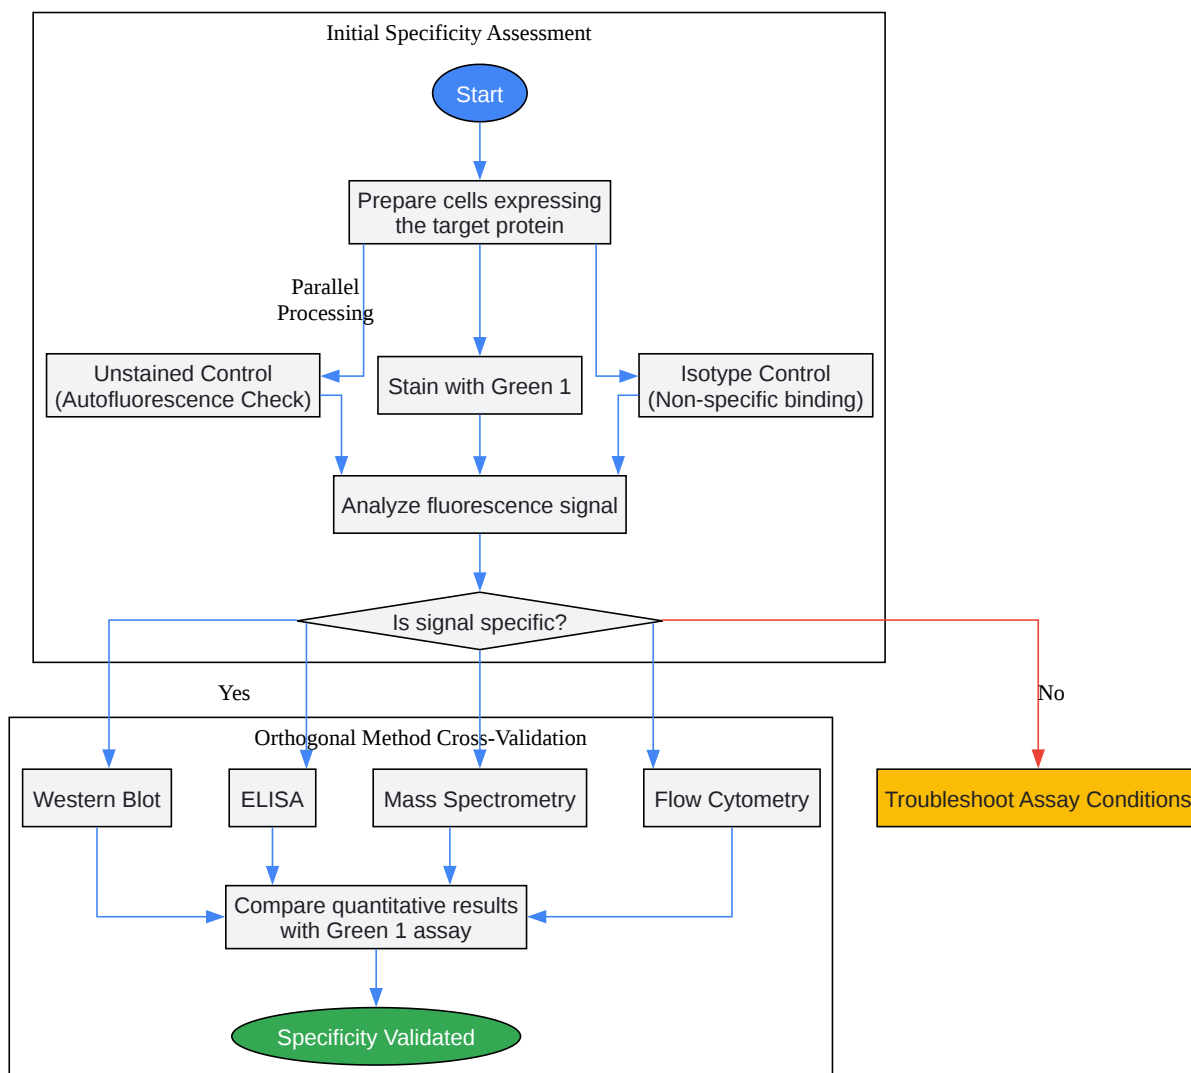 Initial Specificity Assessment
Start
Prepare cells expressing
the target protein
Parallel
Processing
Unstained Control
(Autofluorescence Check)
Stain with Green 1
Isotype Control
(Non-specific binding)
Analyze fluorescence signal
Is signal specific?
Yes
No
Orthogonal Method Cross-Validation
Western Blot
ELISA
Mass Spectrometry
Flow Cytometry
Troubleshoot Assay Conditions
Compare quantitative results
with Green 1 assay
Specificity Validated